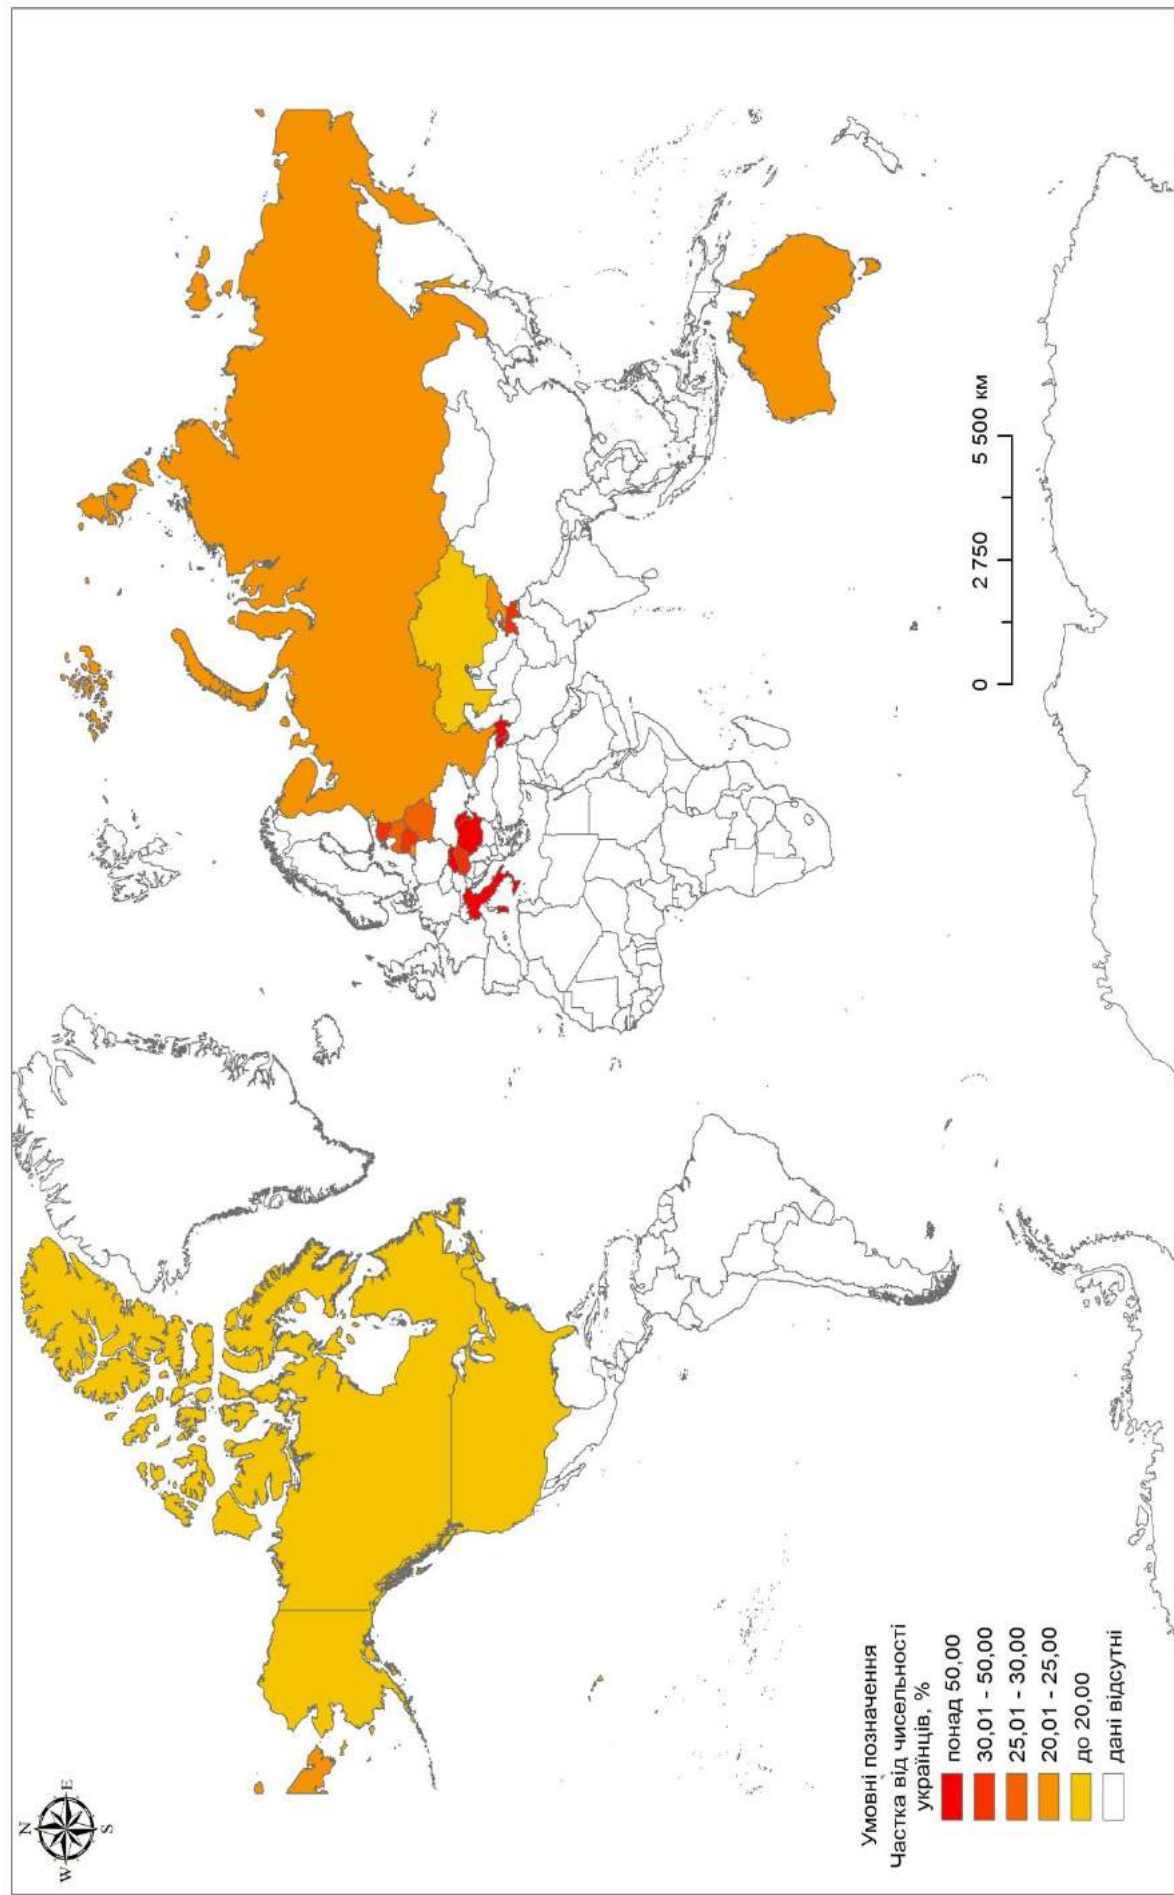 N
W
E
S
0
2 750
5 500 км
Умовні позначення
Частка від чисельності
українців, %
понад 50,00
30,01 - 50,00
25,01 - 30,00
20,01 - 25,00
до 20,00
дані відсутні